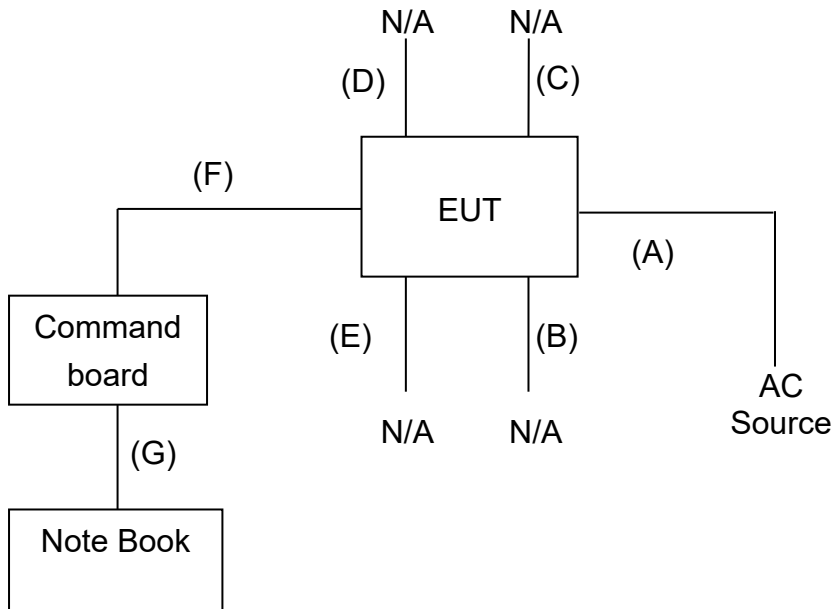 N/A N/A
(D) (C)
(F)
EUT
(A)
Command
board
(E) (B)
AC
Source
N/A N/A
(G)
Note Book